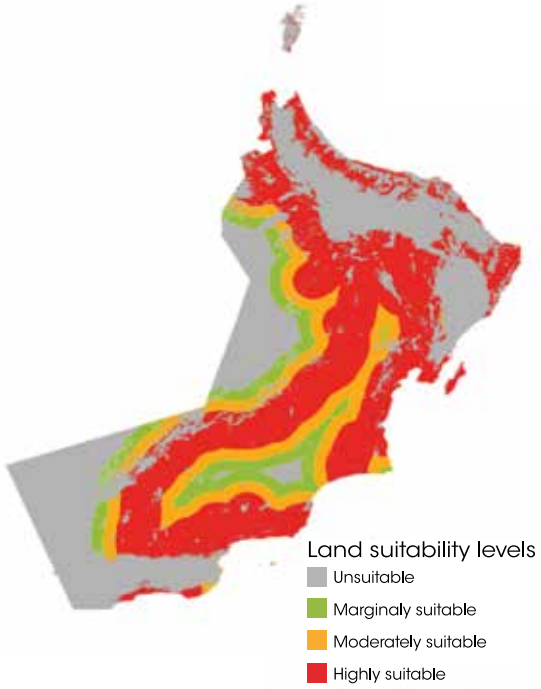 Land suitability levels
Unsuitable
Marginaly suitable
Moderately suitable
Highly suitable